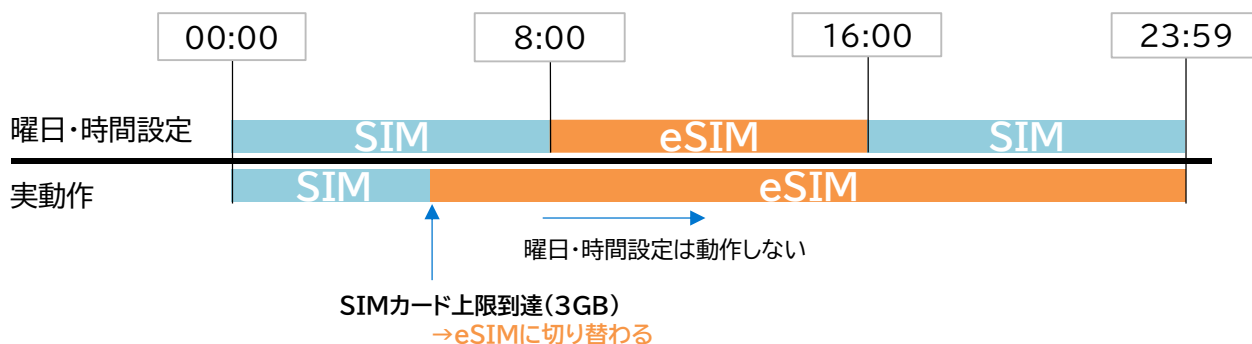 00:00 8:00 16:00 23:59
曜日・時間設定 SIM eSIM SIM
実動作 SIM eSIM
曜日・時間設定は動作しない
SIMカード上限到達(3GB)
→eSIMに切り替わる